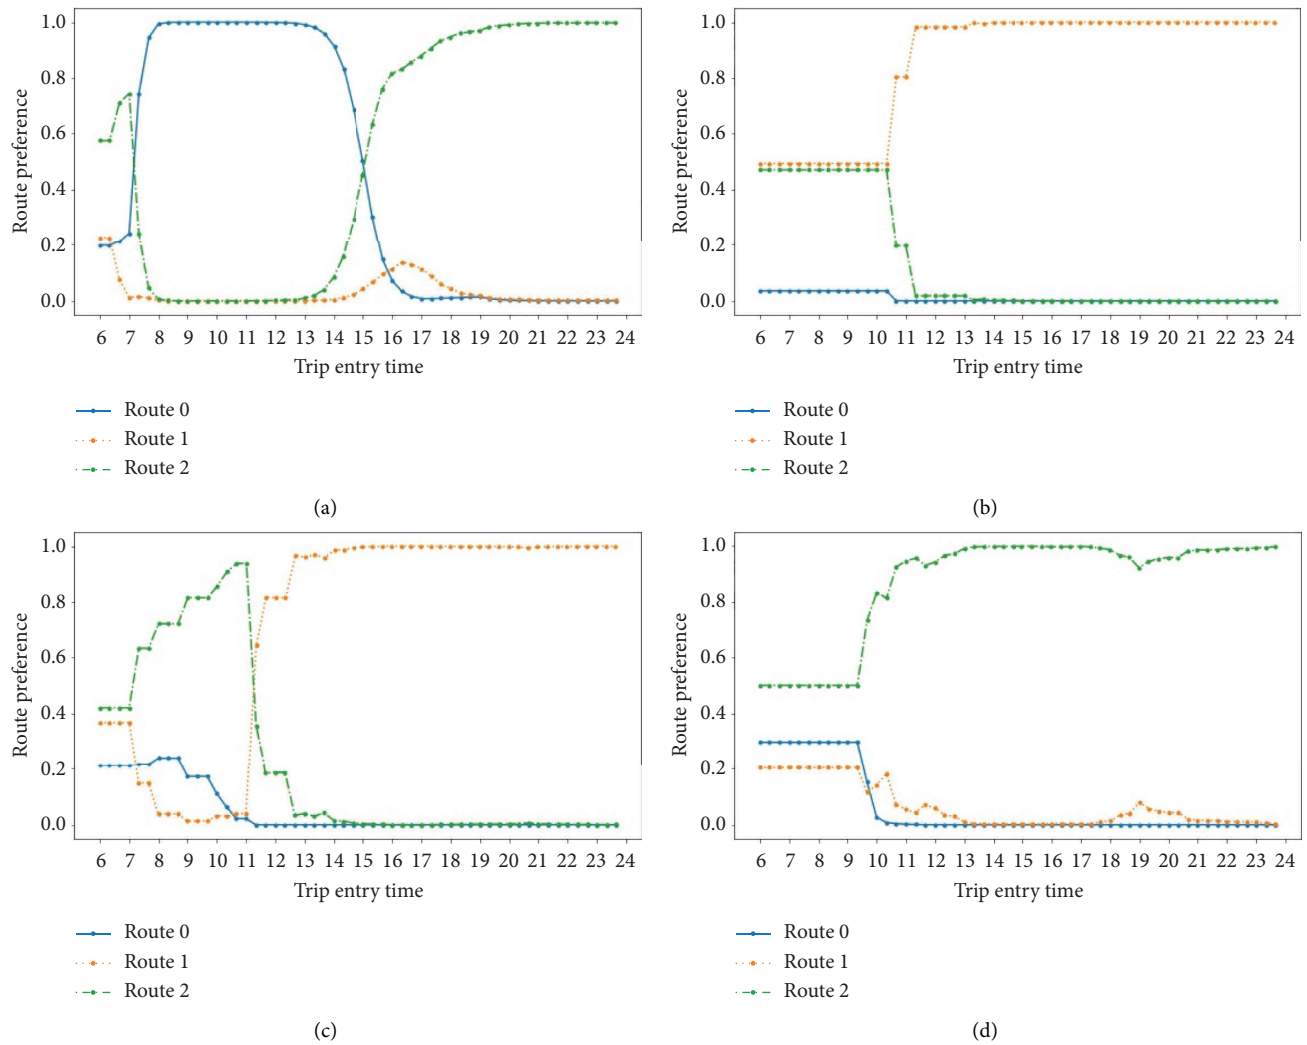 1.0
0.8
0.6
0.4
0.2
0.0
Route preference
6 7 8 9 10 11 12 13 14 15 16 17 18 19 20 21 22 23 24
Trip entry time
Route 0
Route 1
Route 2
(a)
1.0
0.8
0.6
0.4
0.2
0.0
Route preference
6 7 8 9 10 11 12 13 14 15 16 17 18 19 20 21 22 23 24
Trip entry time
Route 0
Route 1
Route 2
(b)
1.0
0.8
0.6
0.4
0.2
0.0
Route preference
6 7 8 9 10 11 12 13 14 15 16 17 18 19 20 21 22 23 24
Trip entry time
Route 0
Route 1
Route 2
(c)
1.0
0.8
0.6
0.4
0.2
0.0
Route preference
6 7 8 9 10 11 12 13 14 15 16 17 18 19 20 21 22 23 24
Trip entry time
Route 0
Route 1
Route 2
(d)